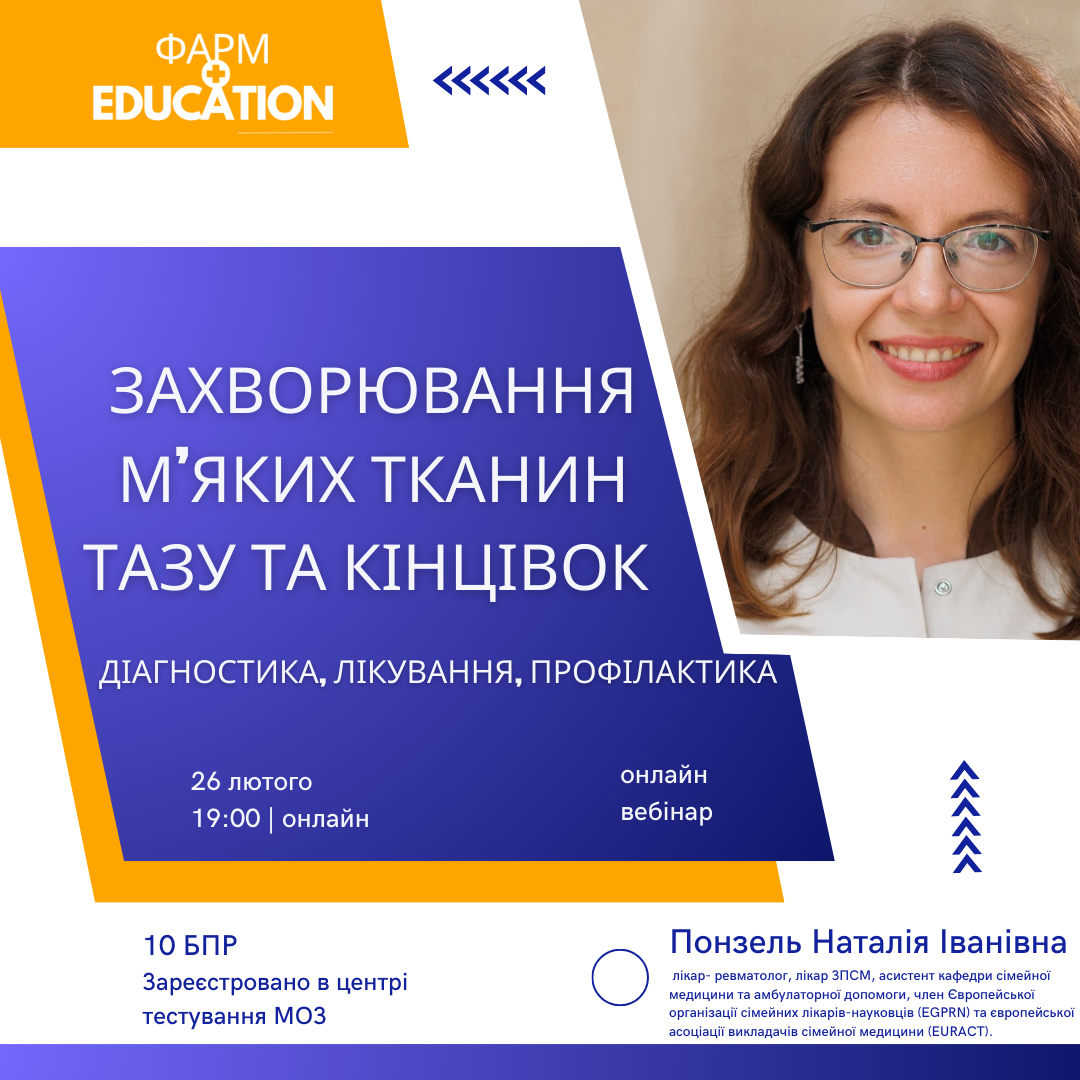 ФАРМ
EDUCATION
ЗАХВОРЮВАННЯ
М'ЯКИХ ТКАНИН
ТАЗУ ТА КІНЦІВОК
ДІАГНОСТИКА, ЛІКУВАННЯ, ПРОФІЛАКТИКА
26 лютого
19:00 | онлайн
онлайн
вебінар
10 БПР
Зареєстровано в центрі
тестування МОЗ
Понзель Наталія Іванівна
лікар- ревматолог, лікар ЗПСМ, асистент кафедри сімейної
медицини та амбулаторної допомоги, член Європейської
організації сімейних лікарів-науковців (EGPRN) та європейської
асоціації викладачів сімейної медицини (EURACT).